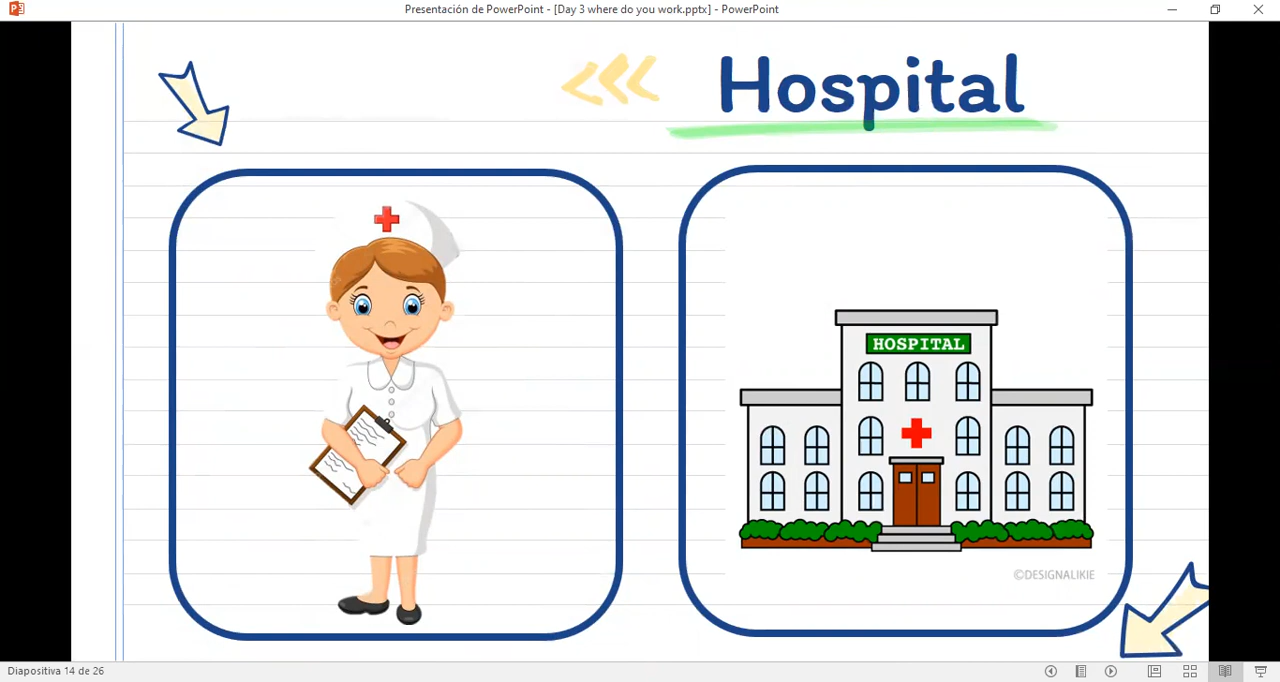 Presentación de PowerPoint - [Day 3 where do you work.pptx] - PowerPoint
Hospital
HOSPITAL
©DESIGNALIKIE
Diapositiva 14 de 26